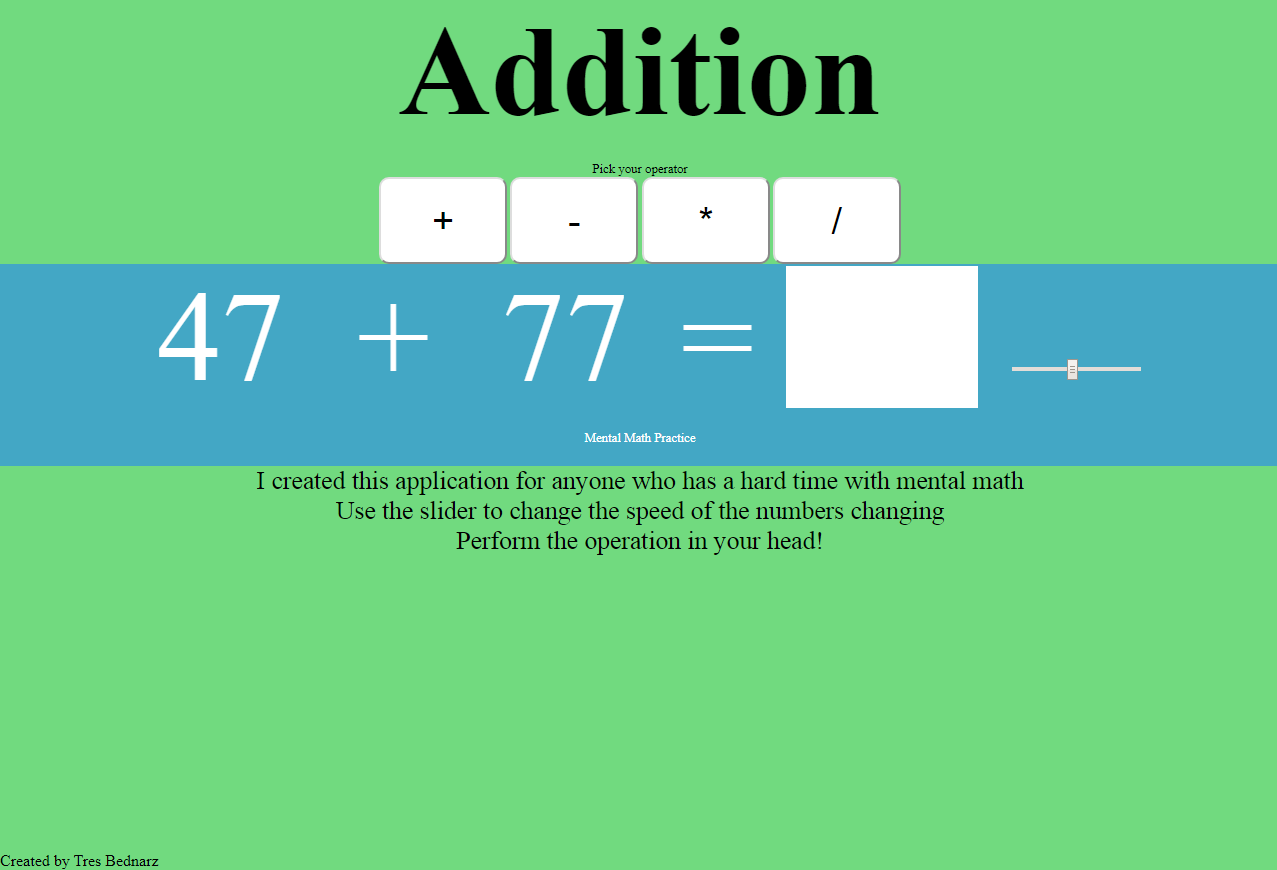 Addition
Pick your operator
+ - * /
47 + 77 =
Mental Math Practice
I created this application for anyone who has a hard time with mental math
Use the slider to change the speed of the numbers changing
Perform the operation in your head!
Created by Tres Bednarz